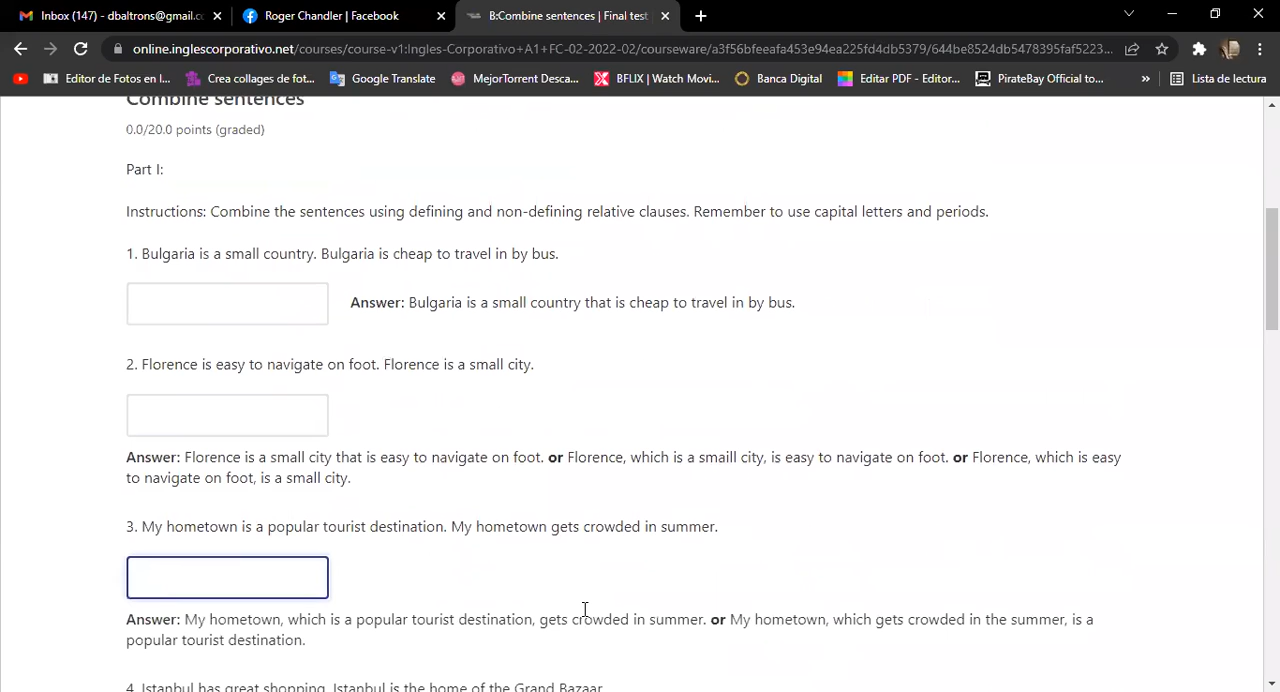 Inbox (147) - dbaltrons@gmail.cc
Roger Chandler | Facebook
B:Combine sentences | Final test
online.inglescorporativo.net/courses/course-v1:Ingles-Corporativo+A1+FC-02-2022-02/courseware/a3f56bfeeafa453e94ea225fd4db5379/644be8524db5478395faf5223...
Editor de Fotos en l...
Crea collages de fot...
Google Translate
MejorTorrent Desca...
BFLIX | Watch Movi...
Banca Digital
Editar PDF - Editor...
PirateBay Official to...
»
Lista de lectura
Combine sentences
0.0/20.0 points (graded)
Part I:
Instructions: Combine the sentences using defining and non-defining relative clauses. Remember to use capital letters and periods.
1. Bulgaria is a small country. Bulgaria is cheap to travel in by bus.
Answer: Bulgaria is a small country that is cheap to travel in by bus.
2. Florence is easy to navigate on foot. Florence is a small city.
Answer: Florence is a small city that is easy to navigate on foot. or Florence, which is a smaill city, is easy to navigate on foot. or Florence, which is easy
to navigate on foot, is a small city.
3. My hometown is a popular tourist destination. My hometown gets crowded in summer.
Answer: My hometown, which is a popular tourist destination, gets crowded in summer. or My hometown, which gets crowded in the summer, is a
popular tourist destination.
4. Istanbul has great shopping. Istanbul is the home of the Grand Bazaar.